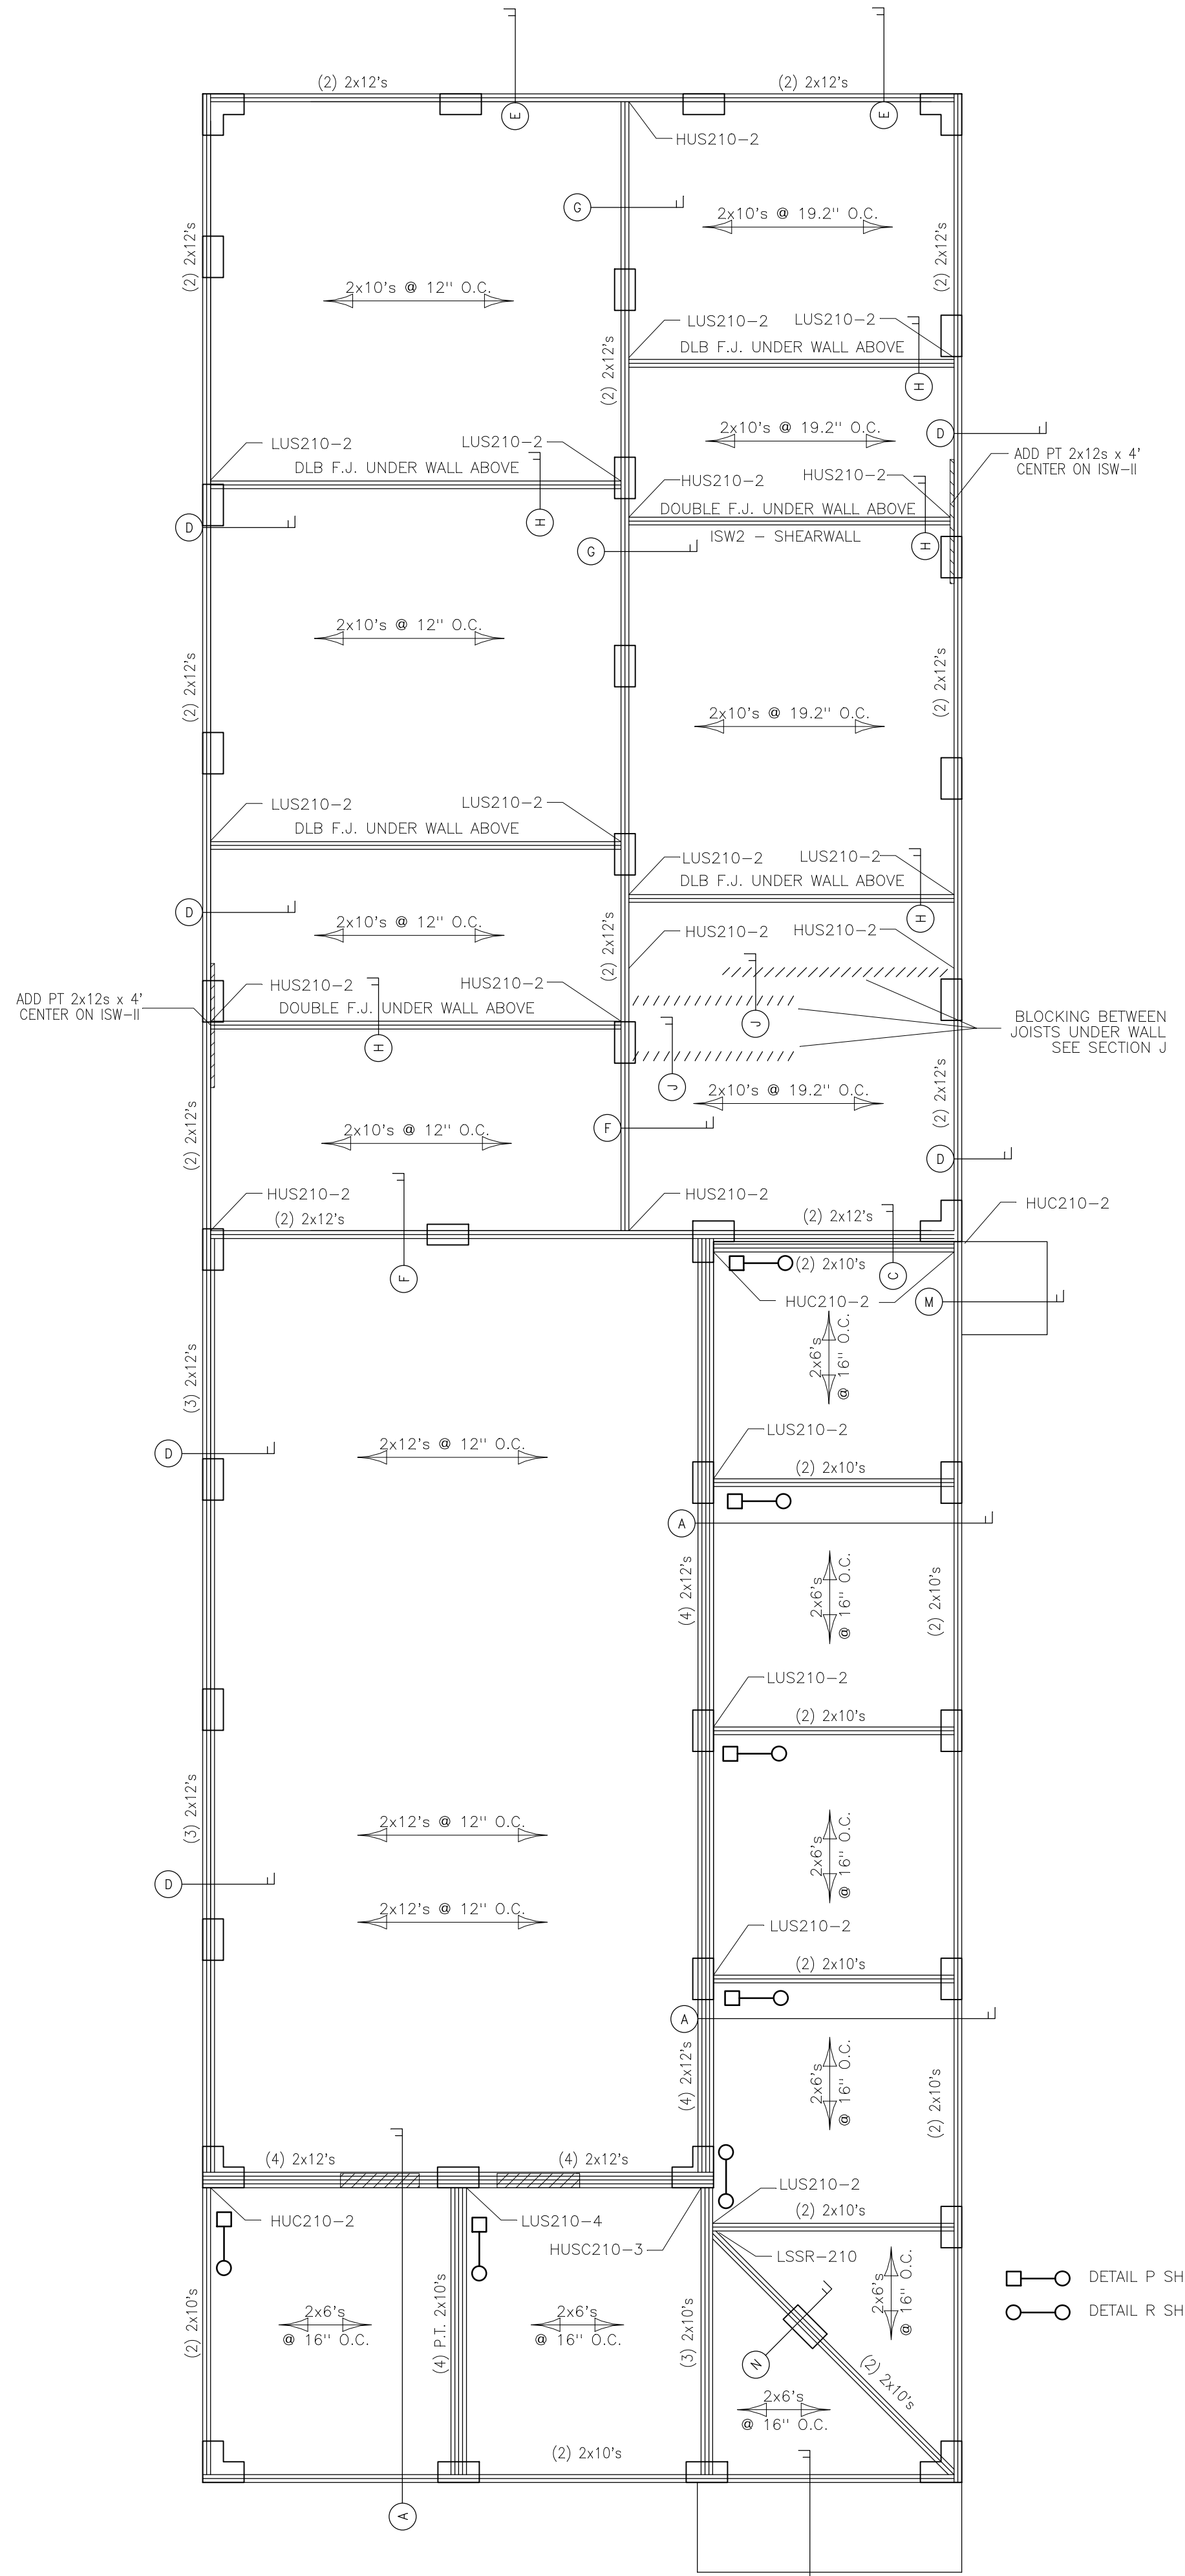 (2) 2x12's
(2) 2x12's
E
E
HUS210-2
G
2x10's @ 19.2" O.C.
(2) 2x12's
(2) 2x12's
2x10's @ 12" O.C.
LUS210-2
LUS210-2
DLB F.J. UNDER WALL ABOVE
(2) 2x12's
H
2x10's @ 19.2" O.C.
D
LUS210-2
LUS210-2
DLB F.J. UNDER WALL ABOVE
ADD PT 2x12s x 4'
CENTER ON ISW-II
HUS210-2
HUS210-2
DOUBLE F.J. UNDER WALL ABOVE
ISW2 - SHEARWALL
D
H
G
H
2x10's @ 12" O.C.
(2) 2x12's
(2) 2x12's
2x10's @ 19.2" O.C.
LUS210-2
LUS210-2
DLB F.J. UNDER WALL ABOVE
LUS210-2
LUS210-2
DLB F.J. UNDER WALL ABOVE
D
2x10's @ 12" O.C.
H
(2) 2x12's
HUS210-2
HUS210-2
ADD PT 2x12s x 4'
CENTER ON ISW-II
HUS210-2
HUS210-2
DOUBLE F.J. UNDER WALL ABOVE
H
J
BLOCKING BETWEEN
JOISTS UNDER WALL
SEE SECTION J
J
2x10's @ 19.2" O.C.
(2) 2x12's
(2) 2x12's
F
2x10's @ 12" O.C.
D
HUS210-2
(2) 2x12's
HUS210-2
(2) 2x12's
HUC210-2
F
(2) 2x10's
C
HUC210-2
M
2x6's
@ 16" O.C.
(3) 2x12's
D
2x12's @ 12" O.C.
LUS210-2
(2) 2x10's
A
(4) 2x12's
2x6's
@ 16" O.C.
(2) 2x10's
LUS210-2
(2) 2x10's
2x6's
@ 16" O.C.
(3) 2x12's
2x12's @ 12" O.C.
D
2x12's @ 12" O.C.
LUS210-2
(2) 2x10's
A
(4) 2x12's
2x6's
@ 16" O.C.
(2) 2x10's
(4) 2x12's
(4) 2x12's
LUS210-2
(2) 2x10's
HUC210-2
LUS210-4
HUSC210-3
LSSR-210
2x6's
@ 16" O.C.
DETAIL P SH
DETAIL R SH
(2) 2x10's
2x6's
@ 16" O.C.
(4) P.T. 2x10's
2x6's
@ 16" O.C.
(3) 2x10's
N
(2) 2x10's
2x6's
@ 16" O.C.
(2) 2x10's
A